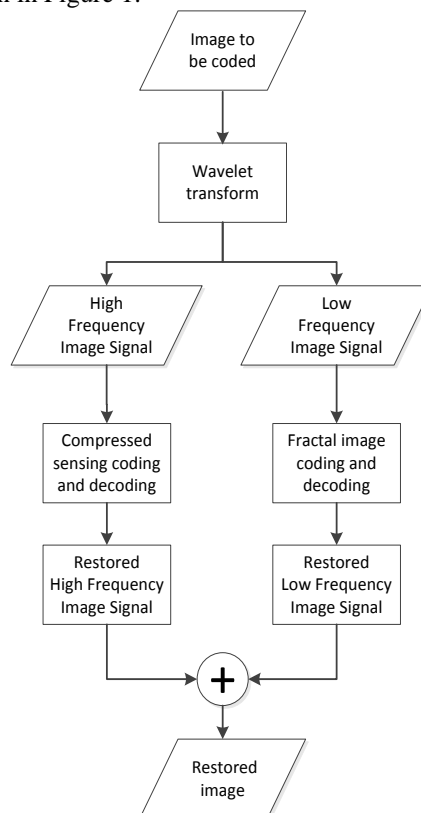 in Figure 1.
Image to
be coded
Wavelet
transform
High
Frequency
Image Signal
Low
Frequency
Image Signal
Compressed
sensing coding
and decoding
Fractal image
coding and
decoding
Restored
High Frequency
Image Signal
Restored
Low Frequency
Image Signal
+
Restored
image